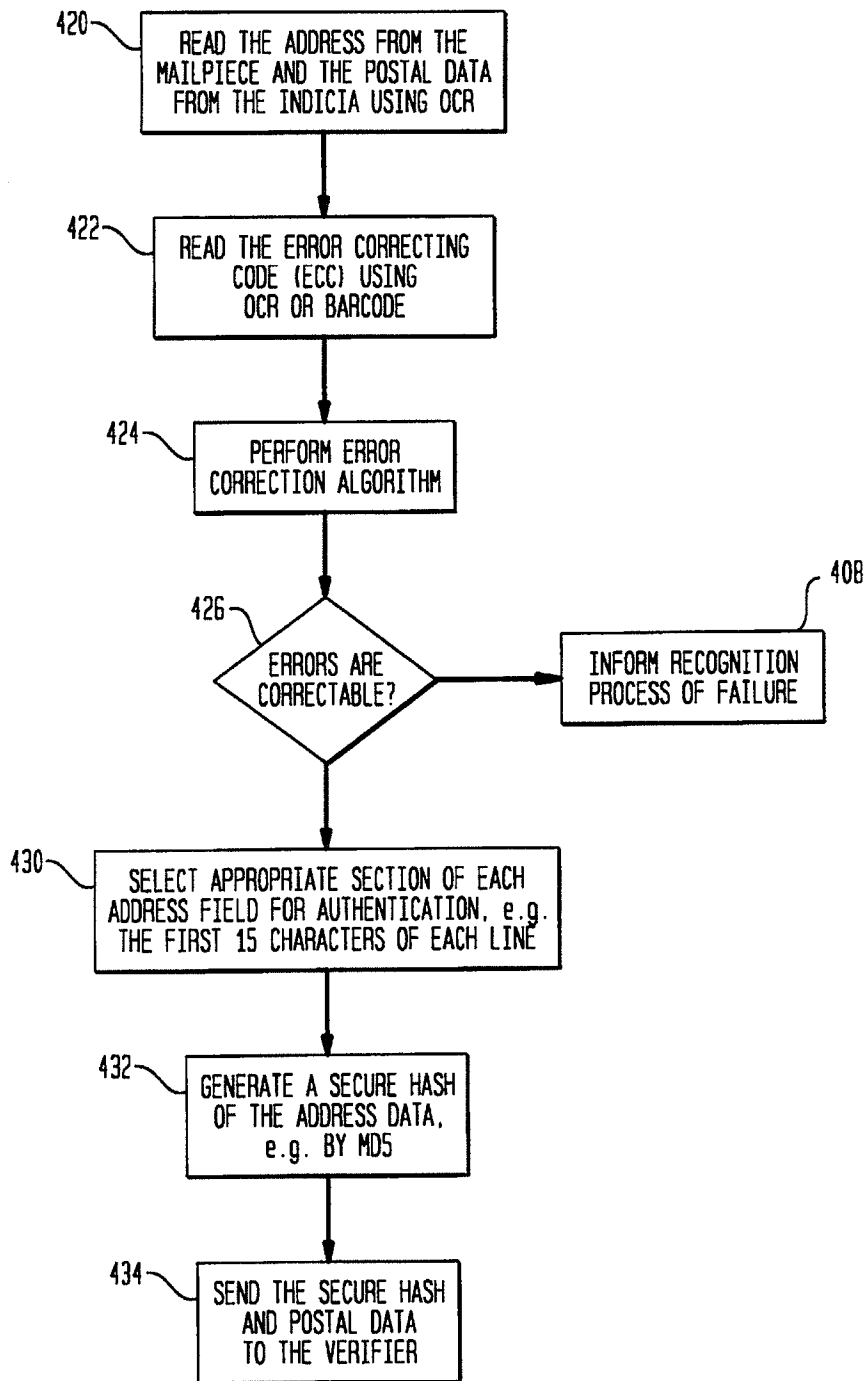 420
READ THE ADDRESS FROM THE
MAILPIECE AND THE POSTAL DATA
FROM THE INDICIA USING OCR
422
READ THE ERROR CORRECTING
CODE (ECC) USING
OCR OR BARCODE
424
PERFORM ERROR
CORRECTION ALGORITHM
426
ERRORS ARE
CORRECTABLE?
408
INFORM RECOGNITION
PROCESS OF FAILURE
430
SELECT APPROPRIATE SECTION OF EACH
ADDRESS FIELD FOR AUTHENTICATION, e.g.
THE FIRST 15 CHARACTERS OF EACH LINE
432
GENERATE A SECURE HASH
OF THE ADDRESS DATA,
e.g. BY MD5
434
SEND THE SECURE HASH
AND POSTAL DATA
TO THE VERIFIER